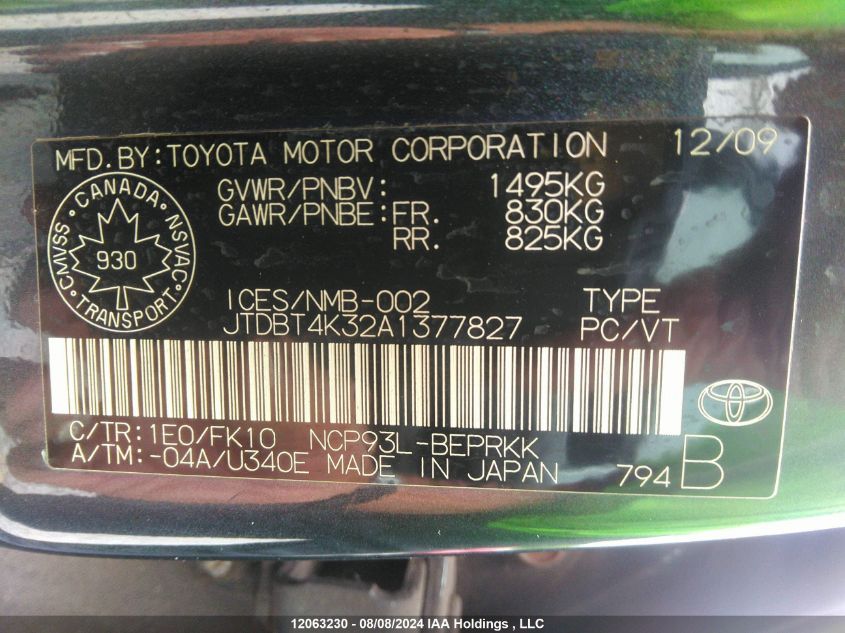 MFD. BY: TOYOTA MOTOR CORPORATION 12/09
GVWR/PNBV: 1495KG
GAWR/PNBE: FR. 830KG
RR. 825KG
CANADA
CMVSS NSVAC
930
TRANSPORT
ICES/NMB-002 TYPE
JTDBT4K32A1377827 PC/VT
C/TR: 1E0/FK10 NCP93L-BEPRKK
A/TM: -04A/U340E MADE IN JAPAN 794 B
12063230 - 08/08/2024 IAA Holdings , LLC